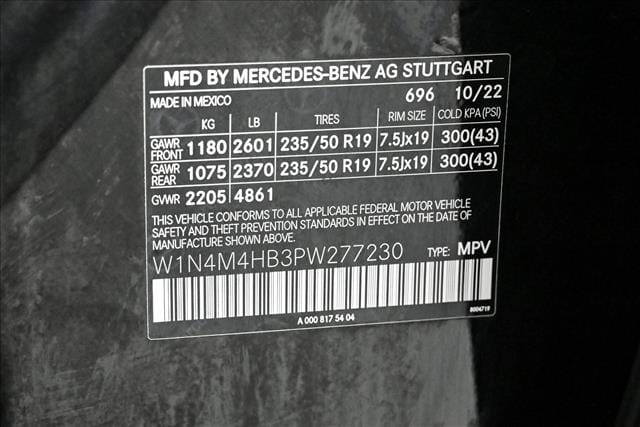 MFD BY MERCEDES-BENZ AG STUTTGART
MADE IN MEXICO 696 10/22
KG LB TIRES RIM SIZE COLD KPA (PSI)
GAWR FRONT 1180 2601 235/50 R19 7.5Jx19 300(43)
GAWR REAR 1075 2370 235/50 R19 7.5Jx19 300(43)
GVWR 2205 4861
THIS VEHICLE CONFORMS TO ALL APPLICABLE FEDERAL MOTOR VEHICLE
SAFETY AND THEFT PREVENTION STANDARDS IN EFFECT ON THE DATE OF
MANUFACTURE SHOWN ABOVE.
W1N4M4HB3PW277230 TYPE: MPV
A 000 817 54 04 8004719